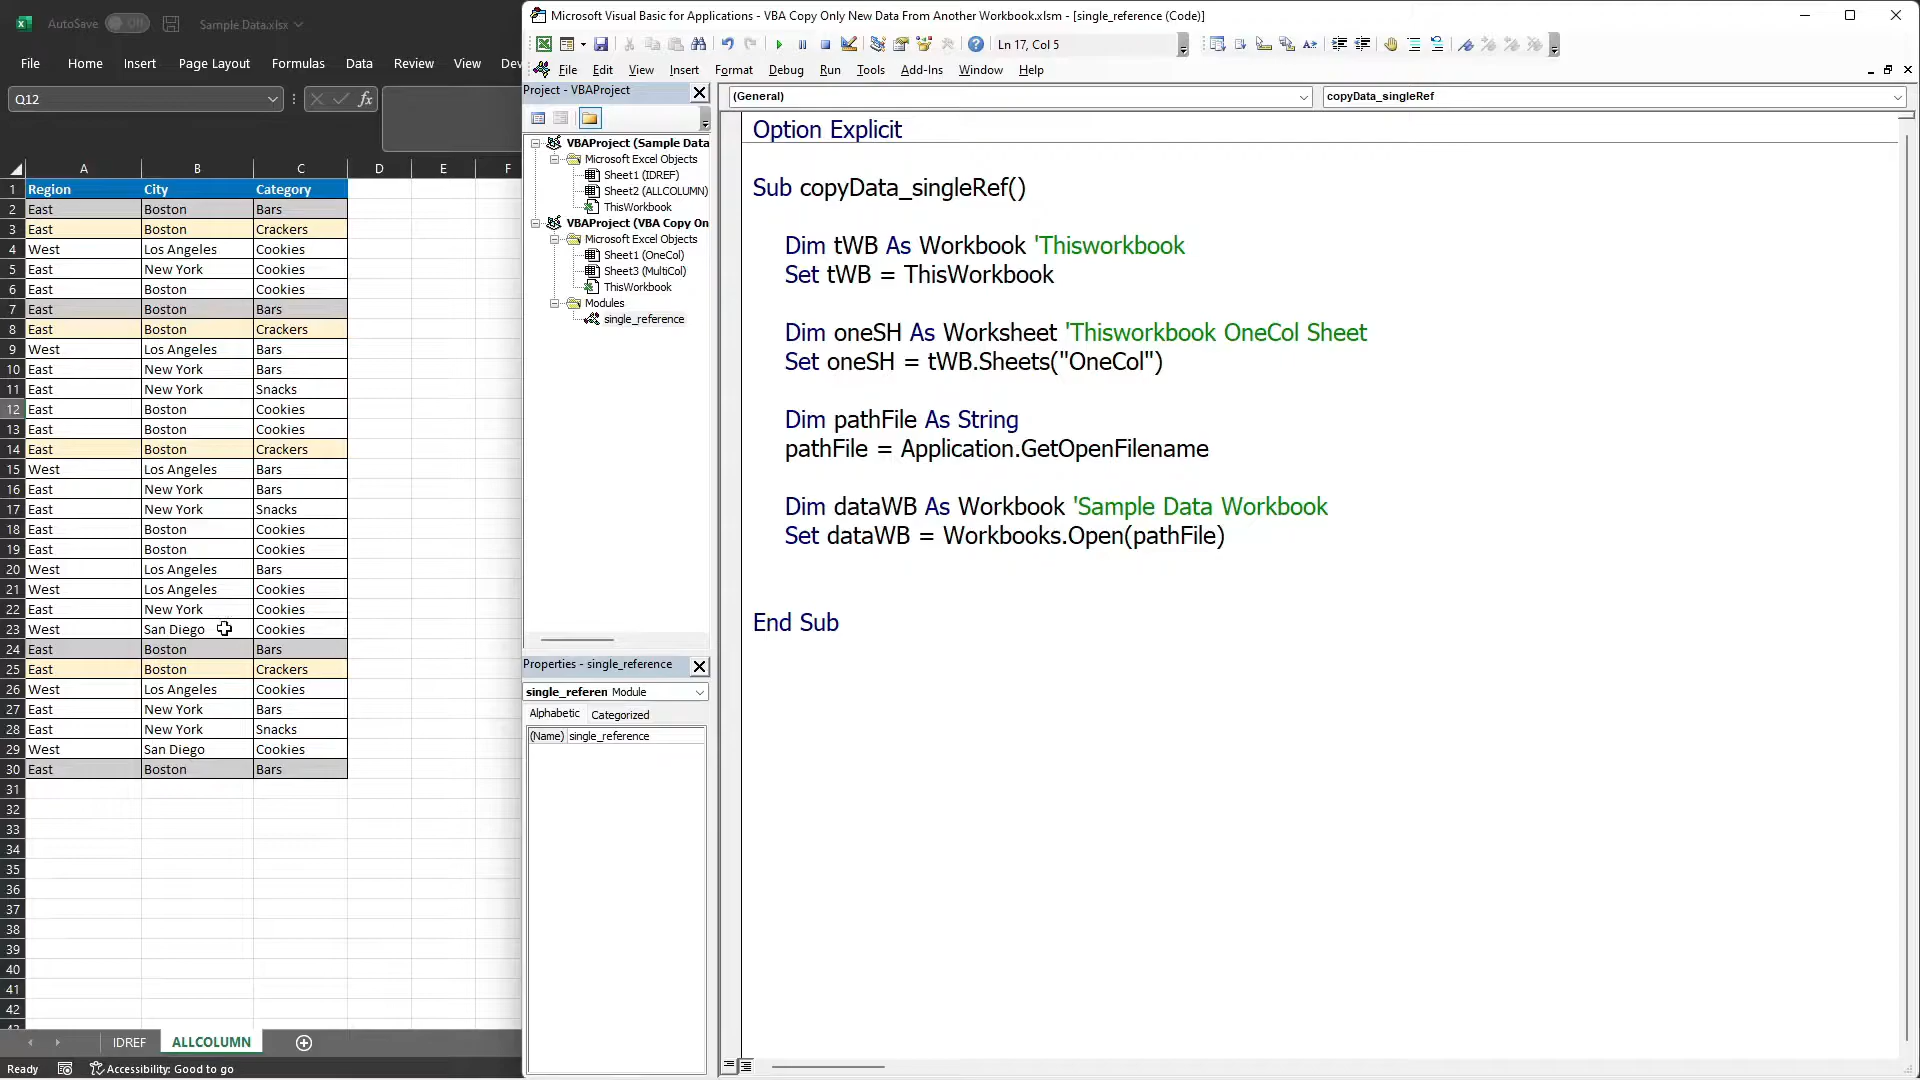 AutoSave Off Sample Data.xlsx
File Home Insert Page Layout Formulas Data Review View Dev
Q12
fx
A B C D E F
1 Region City Category
2 East Boston Bars
3 East Boston Crackers
4 West Los Angeles Cookies
5 East New York Cookies
6 East Boston Cookies
7 East Boston Bars
8 East Boston Crackers
9 West Los Angeles Bars
10 East New York Bars
11 East New York Snacks
12 East Boston Cookies
13 East Boston Cookies
14 East Boston Crackers
15 West Los Angeles Bars
16 East New York Bars
17 East New York Snacks
18 East Boston Cookies
19 East Boston Cookies
20 West Los Angeles Bars
21 West Los Angeles Cookies
22 East New York Cookies
23 West San Diego Cookies
24 East Boston Bars
25 East Boston Crackers
26 West Los Angeles Cookies
27 East New York Bars
28 East New York Snacks
29 West San Diego Cookies
30 East Boston Bars
31
32
33
34
35
36
37
38
39
40
41
42
IDREF ALLCOLUMN
Ready Accessibility: Good to go
Microsoft Visual Basic for Applications - VBA Copy Only New Data From Another Workbook.xlsm - [single_reference (Code)]
Ln 17, Col 5
File Edit View Insert Format Debug Run Tools Add-Ins Window Help
Project - VBAProject
VBAProject (Sample Data
Microsoft Excel Objects
Sheet1 (IDREF)
Sheet2 (ALLCOLUMN)
ThisWorkbook
VBAProject (VBA Copy On
Microsoft Excel Objects
Sheet1 (OneCol)
Sheet3 (MultiCol)
ThisWorkbook
Modules
single_reference
Properties - single_reference
single_referen Module
Alphabetic Categorized
(Name) single_reference
(General) copyData_singleRef
Option Explicit
Sub copyData_singleRef()
Dim tWB As Workbook 'Thisworkbook
Set tWB = ThisWorkbook
Dim oneSH As Worksheet 'Thisworkbook OneCol Sheet
Set oneSH = tWB.Sheets("OneCol")
Dim pathFile As String
pathFile = Application.GetOpenFilename
Dim dataWB As Workbook 'Sample Data Workbook
Set dataWB = Workbooks.Open(pathFile)
End Sub